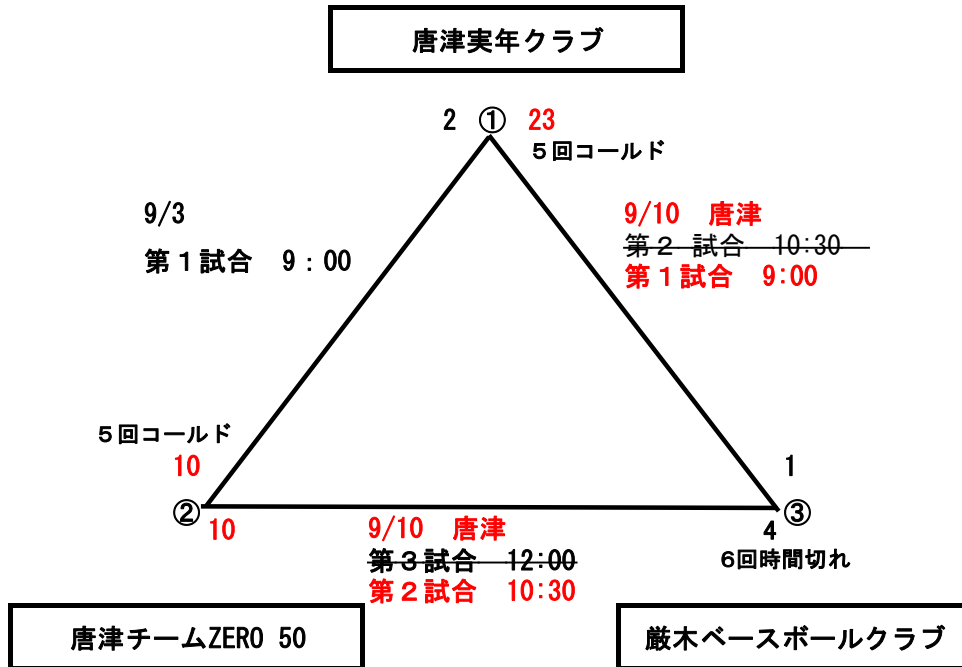 唐津実年クラブ
2 ① 23
5回コールド
9/3
第1試合 9:00
9/10 唐津
第2 試合 10:30
第1試合 9:00
5回コールド
10
1
② 10
③
4
6回時間切れ
9/10 唐津
第3試合 12:00
第2試合 10:30
唐津チームZERO 50
厳木ベースボールクラブ